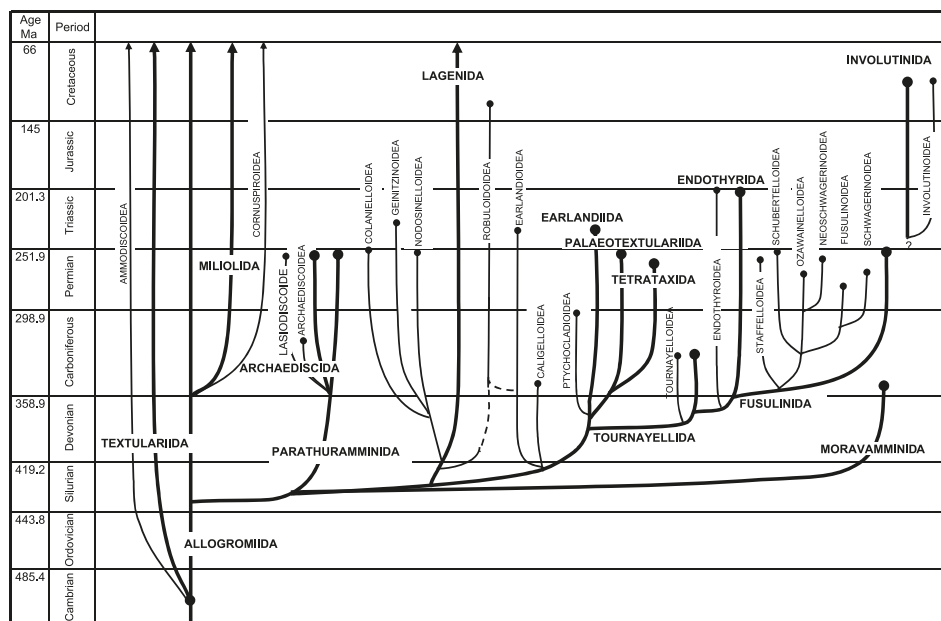 Age
Ma
Period
66
Cretaceous
145
Jurassic
201.3
Triassic
251.9
Permian
298.9
Carboniferous
358.9
Devonian
419.2
Silurian
443.8
Ordovician
485.4
Cambrian
AMMODISCOIDEA
TEXTULARIIDA
ALLOGROMIIDA
MILIOLIDA
CORNUSPIROIDEA
LASIODISCOIDE
ARCHAEDISCOIDEA
ARCHAEDISCIDA
PARATHURAMMINIDA
COLANIELLOIDEA
GEINITZINOIDEA
NODOSINELLOIDEA
LAGENIDA
ROBULOIDOIDEA
EARLANDIOIDEA
CALIGELLOIDEA
PTYCHOCLADIOIDEA
EARLANDIIDA
PALAEOTEXTULARIIDA
TETRATAXIDA
TOURNAYELLOIDEA
TOURNAYELLIDA
ENDOTHYROIDEA
ENDOTHYRIDA
STAFFELLOIDEA
SCHUBERTELLOIDEA
OZAWAINELLOIDEA
NEOSCHWAGERINOIDEA
FUSULINOIDEA
SCHWAGERINOIDEA
FUSULINIDA
MORAVAMMINIDA
INVOLUTINIDA
INVOLUTINOIDEA
?